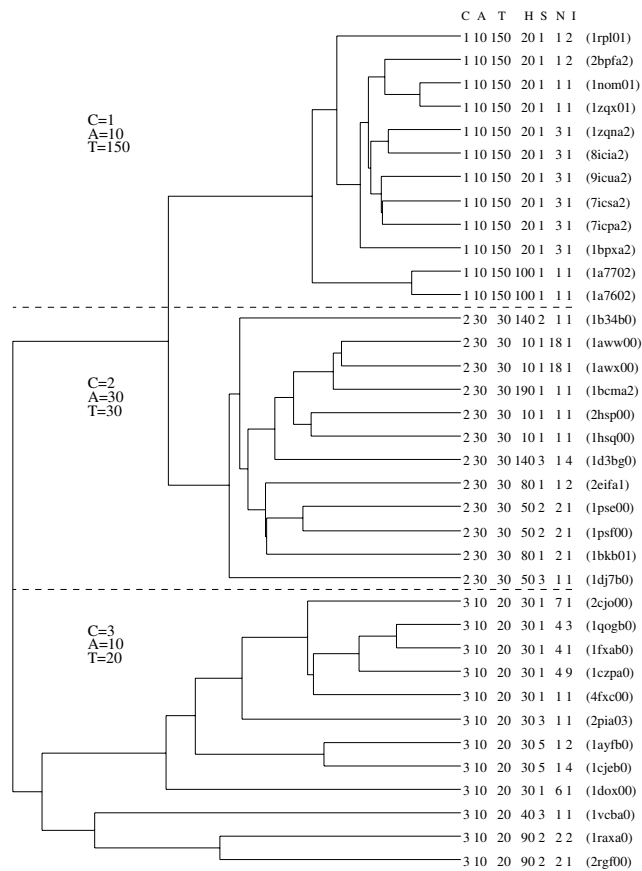 C A T H S N I
1 10 150 20 1 1 2 (1rpl01)
1 10 150 20 1 1 2 (2bpfa2)
1 10 150 20 1 1 1 (1nom01)
1 10 150 20 1 1 1 (1zqx01)
C=1
A=10
T=150
1 10 150 20 1 3 1 (1zqna2)
1 10 150 20 1 3 1 (8icia2)
1 10 150 20 1 3 1 (9icua2)
1 10 150 20 1 3 1 (7icsa2)
1 10 150 20 1 3 1 (7icpa2)
1 10 150 20 1 3 1 (1bpxa2)
1 10 150 100 1 1 1 (1a7702)
1 10 150 100 1 1 1 (1a7602)
2 30 30 140 2 1 1 (1b34b0)
2 30 30 10 1 18 1 (1aww00)
2 30 30 10 1 18 1 (1awx00)
C=2
A=30
T=30
2 30 30 190 1 1 1 (1bcma2)
2 30 30 10 1 1 1 (2hsp00)
2 30 30 10 1 1 1 (1hsq00)
2 30 30 140 3 1 4 (1d3bg0)
2 30 30 80 1 1 2 (2eifa1)
2 30 30 50 2 2 1 (1pse00)
2 30 30 50 2 2 1 (1psf00)
2 30 30 80 1 2 1 (1bkb01)
2 30 30 50 3 1 1 (1dj7b0)
3 10 20 30 1 7 1 (2cjo00)
C=3
A=10
T=20
3 10 20 30 1 4 3 (1qogb0)
3 10 20 30 1 4 1 (1fxab0)
3 10 20 30 1 4 9 (1czpa0)
3 10 20 30 1 1 1 (4fxc00)
3 10 20 30 3 1 1 (2pia03)
3 10 20 30 5 1 2 (1ayfb0)
3 10 20 30 5 1 4 (1cjeb0)
3 10 20 30 1 6 1 (1dox00)
3 10 20 40 3 1 1 (1vcba0)
3 10 20 90 2 2 2 (1raxa0)
3 10 20 90 2 2 1 (2rgf00)